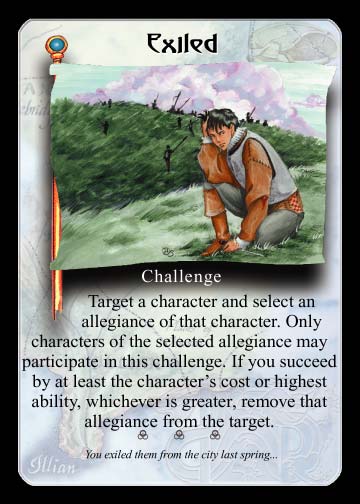 Exiled
Challenge
Target a character and select an
allegiance of that character. Only
characters of the selected allegiance may
participate in this challenge. If you succeed
by at least the character's cost or highest
ability, whichever is greater, remove that
allegiance from the target.
You exiled them from the city last spring...
Illian